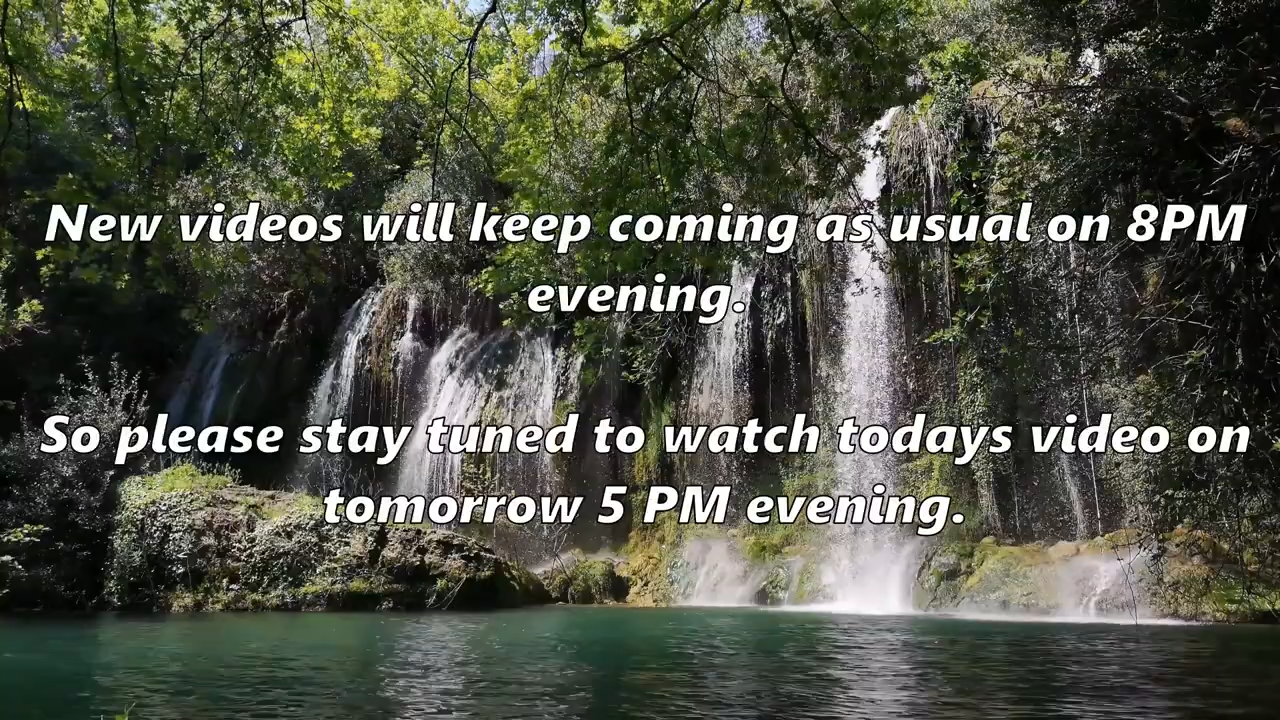 New videos will keep coming as usual on 8PM
evening.
So please stay tuned to watch todays video on
tomorrow 5 PM evening.